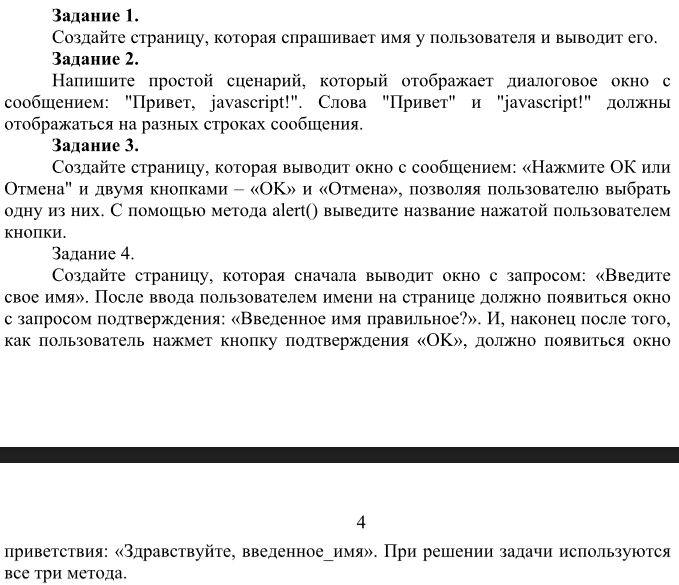 Задание 1.
Создайте страницу, которая спрашивает имя у пользователя и выводит его.
Задание 2.
Напишите простой сценарий, который отображает диалоговое окно с
сообщением: "Привет, javascript!". Слова "Привет" и "javascript!" должны
отображаться на разных строках сообщения.
Задание 3.
Создайте страницу, которая выводит окно с сообщением: «Нажмите ОК или
Отмена" и двумя кнопками – «ОК» и «Отмена», позволяя пользователю выбрать
одну из них. С помощью метода alert() выведите название нажатой пользователем
кнопки.
Задание 4.
Создайте страницу, которая сначала выводит окно с запросом: «Введите
свое имя». После ввода пользователем имени на странице должно появиться окно
с запросом подтверждения: «Введенное имя правильное?». И, наконец после того,
как пользователь нажмет кнопку подтверждения «ОК», должно появиться окно
4
приветствия: «Здравствуйте, введенное_имя». При решении задачи используются
все три метода.